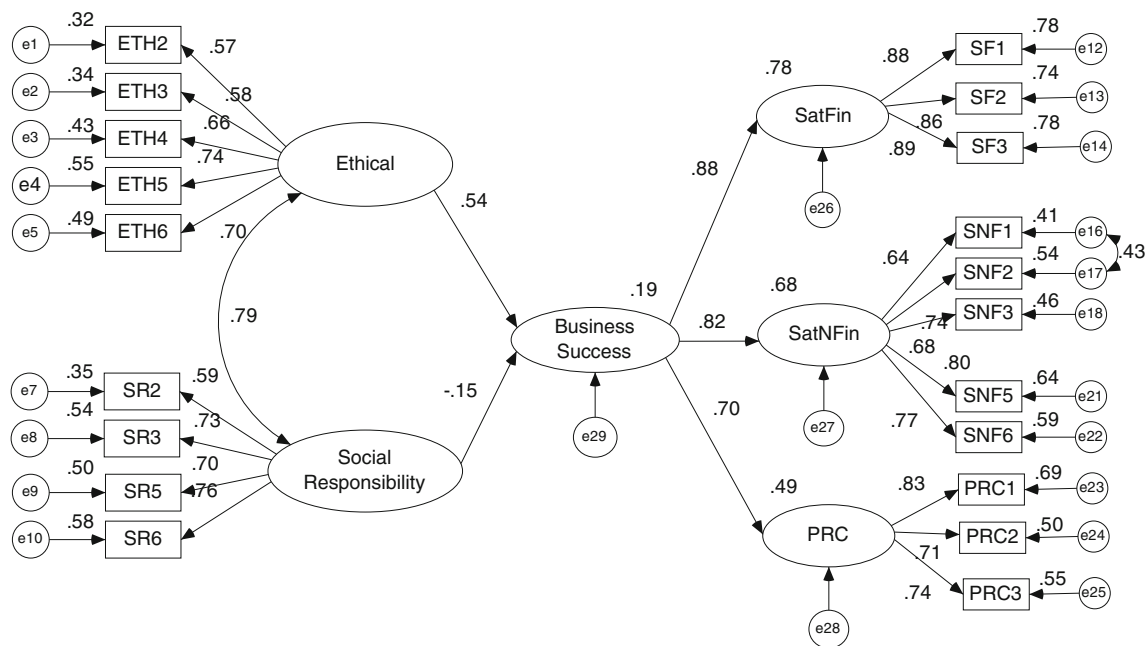 .32
e1
ETH2
.57
.34
e2
ETH3
.58
.43
e3
ETH4
.66
.55
e4
ETH5
.74
.49
e5
ETH6
.70
Ethical
.79
.54
.35
e7
SR2
.59
.54
e8
SR3
.73
.50
e9
SR5
.70
.58
e10
SR6
.76
Social
Responsibility
-.15
.19
Business
Success
e29
.88
.82
.70
.78
SatFin
e26
.88
.86
.89
SF1
.78
e12
SF2
.74
e13
SF3
.78
e14
.68
SatNFin
e27
.64
.74
.68
.80
.77
SNF1
.41
e16
.43
SNF2
.54
e17
SNF3
.46
e18
SNF5
.64
e21
SNF6
.59
e22
.49
PRC
e28
.83
.71
.74
PRC1
.69
e23
PRC2
.50
e24
PRC3
.55
e25